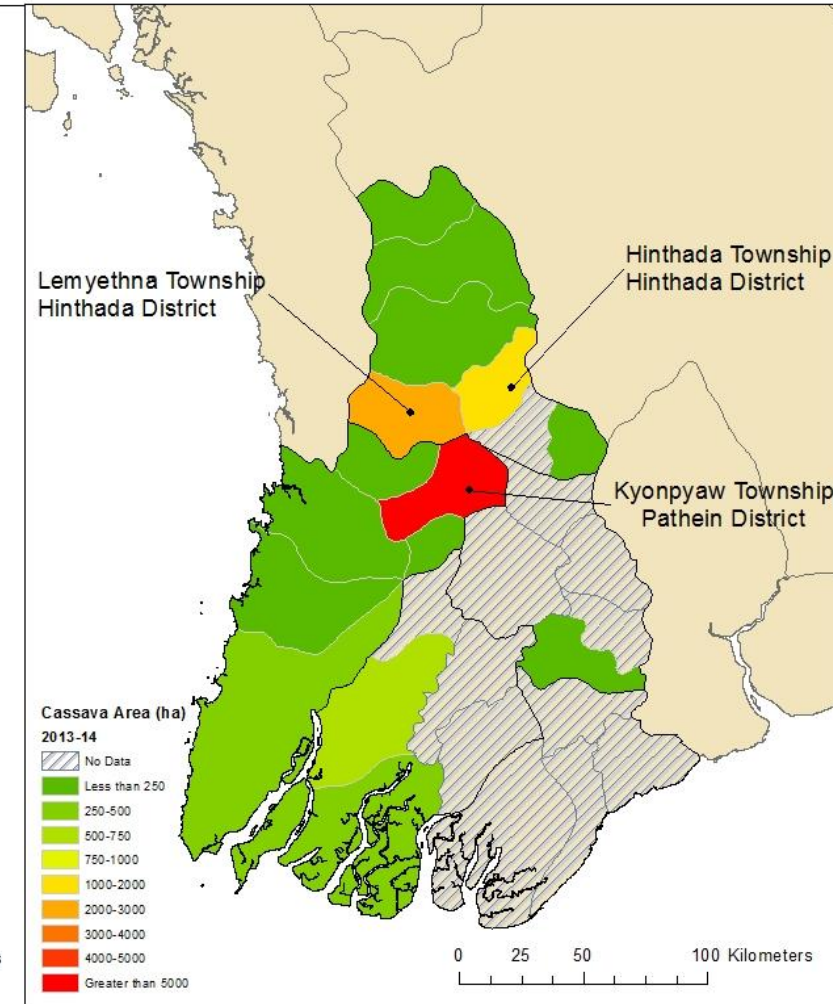 Lemyethna Township
Hinthada District
Hinthada Township
Hinthada District
Kyonpyaw Township
Pathein District
Cassava Area (ha)
2013-14
No Data
Less than 250
250-500
500-750
750-1000
1000-2000
2000-3000
3000-4000
4000-5000
Greater than 5000
0 25 50 100 Kilometers